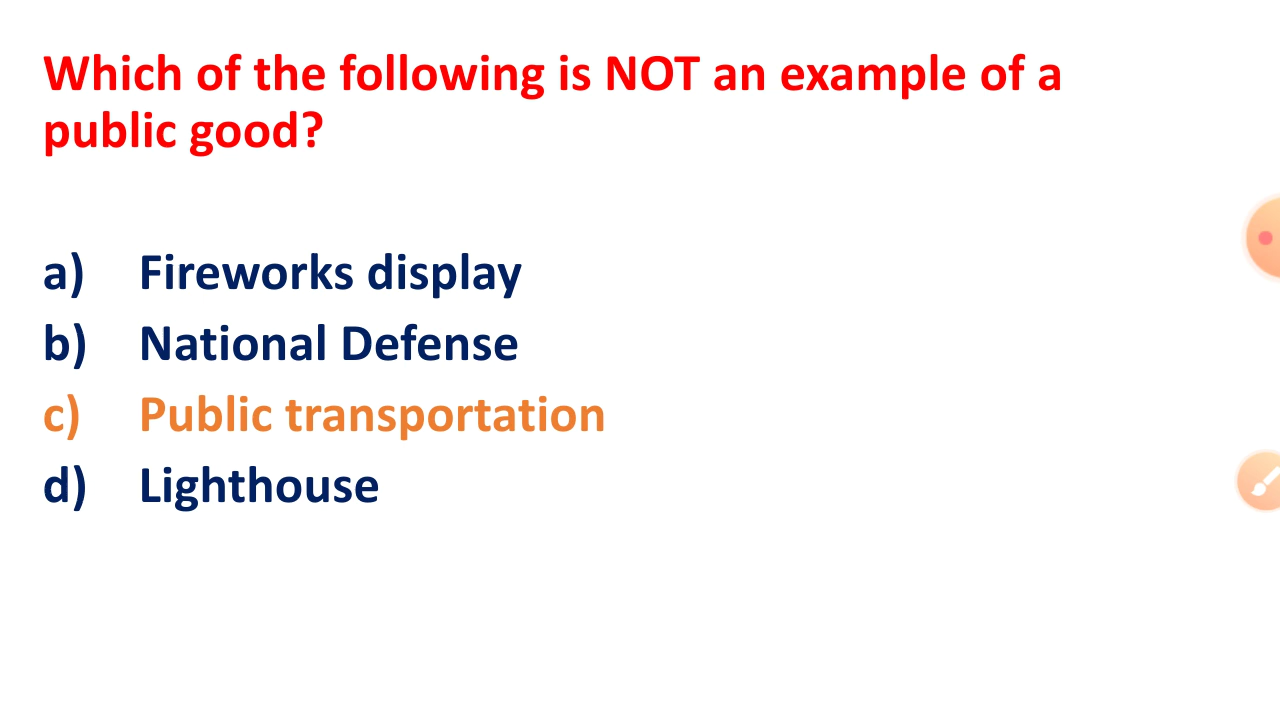 Which of the following is NOT an example of a
public good?
a) Fireworks display
b) National Defense
c) Public transportation
d) Lighthouse